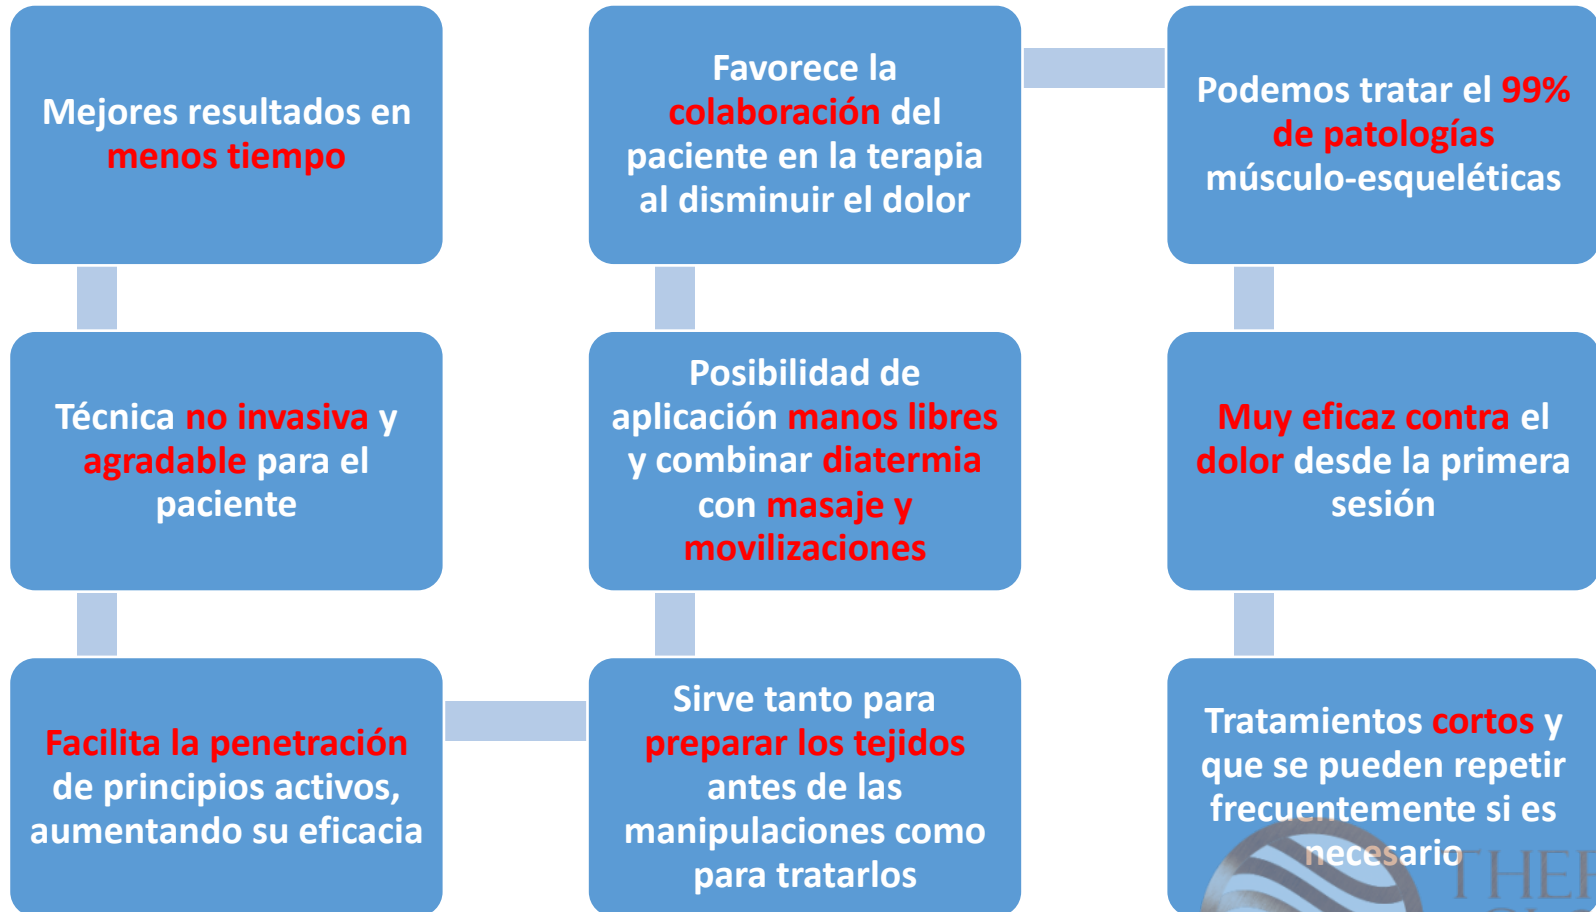 Mejores resultados en
menos tiempo
Técnica no invasiva y
agradable para el
paciente
Facilita la penetración
de principios activos,
aumentando su eficacia
Sirve tanto para
preparar los tejidos
antes de las
manipulaciones como
para tratarlos
Posibilidad de
aplicación manos libres
y combinar diatermia
con masaje y
movilizaciones
Favorece la
colaboración del
paciente en la terapia
al disminuir el dolor
Podemos tratar el 99%
de patologías
músculo-esqueléticas
Muy eficaz contra el
dolor desde la primera
sesión
Tratamientos cortos y
que se pueden repetir
frecuentemente si es
necesario